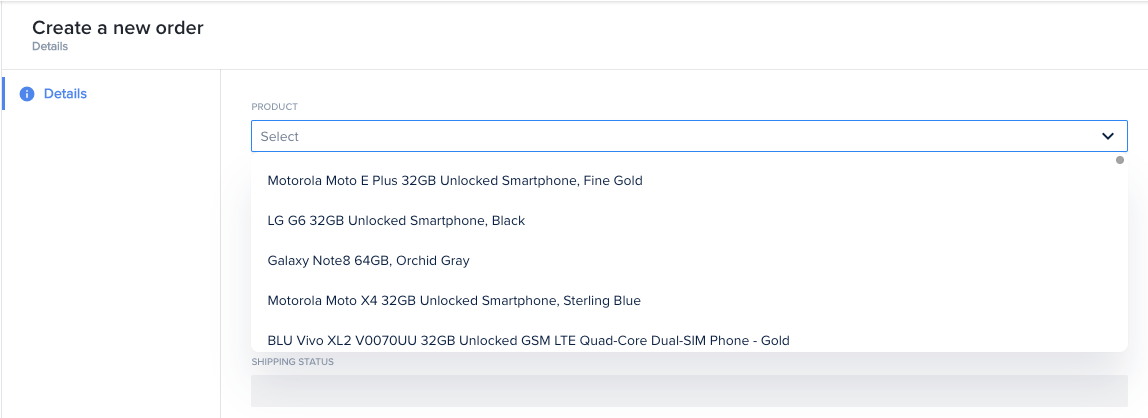 Create a new order
Details
Details
PRODUCT
Select
Motorola Moto E Plus 32GB Unlocked Smartphone, Fine Gold
LG G6 32GB Unlocked Smartphone, Black
Galaxy Note8 64GB, Orchid Gray
Motorola Moto X4 32GB Unlocked Smartphone, Sterling Blue
BLU Vivo XL2 V0070UU 32GB Unlocked GSM LTE Quad-Core Dual-SIM Phone - Gold
SHIPPING STATUS